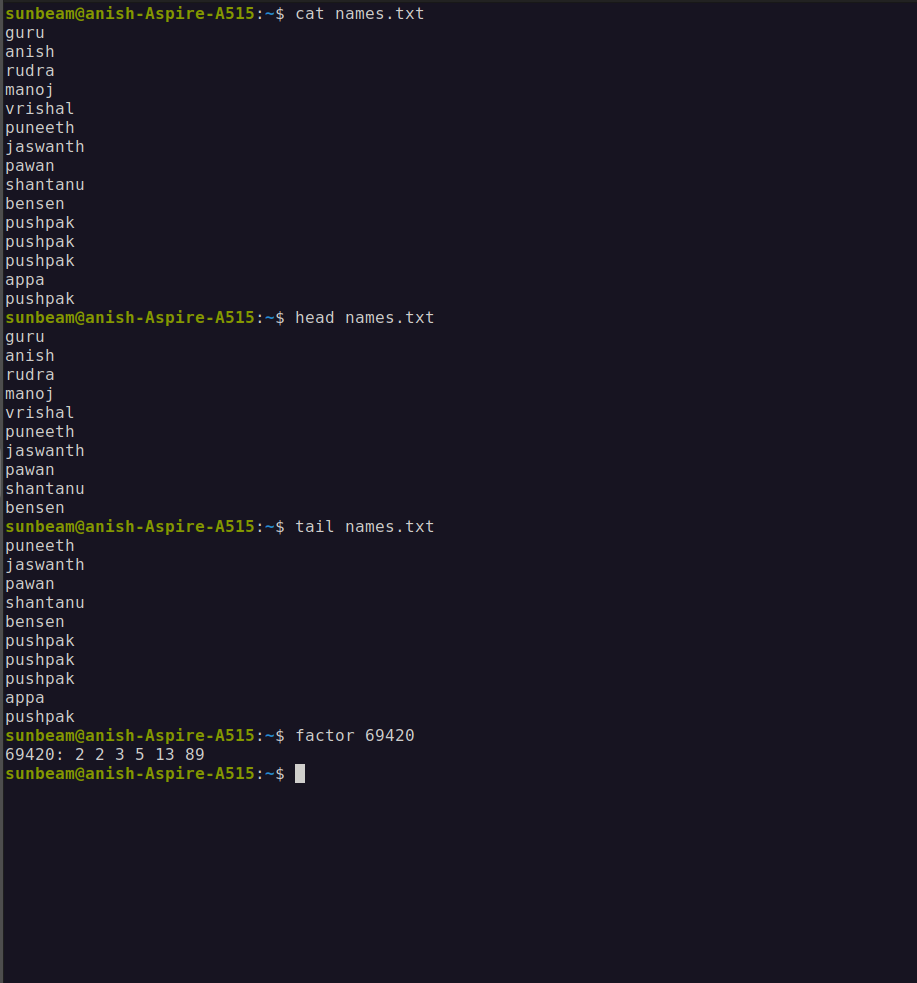 sunbeam@anish-Aspire-A515:~$ cat names.txt
guru
anish
rudra
manoj
vrishal
puneeth
jaswanth
pawan
shantanu
bensen
pushpak
pushpak
pushpak
appa
pushpak
sunbeam@anish-Aspire-A515:~$ head names.txt
guru
anish
rudra
manoj
vrishal
puneeth
jaswanth
pawan
shantanu
bensen
sunbeam@anish-Aspire-A515:~$ tail names.txt
puneeth
jaswanth
pawan
shantanu
bensen
pushpak
pushpak
pushpak
appa
pushpak
sunbeam@anish-Aspire-A515:~$ factor 69420
69420: 2 2 3 5 13 89
sunbeam@anish-Aspire-A515:~$